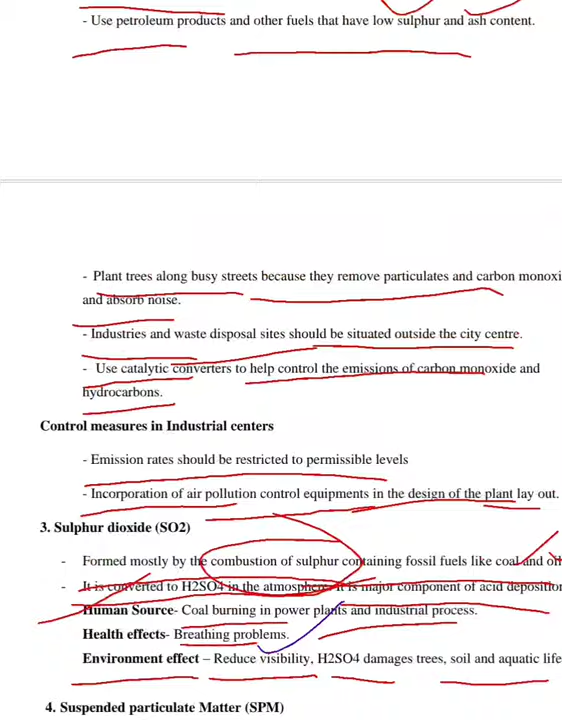 - Use petroleum products and other fuels that have low sulphur and ash content.
- Plant trees along busy streets because they remove particulates and carbon
and absorb noise.
- Industries and waste disposal sites should be situated outside the city centre.
- Use catalytic converters to help control the emissions of carbon monoxide and
hydrocarbons.
Control measures in Industrial centers
- Emission rates should be restricted to permissible levels
- Incorporation of air pollution control equipments in the design of the plant lay out.
3. Sulphur dioxide (SO2)
- Formed mostly by the combustion of sulphur containing fossil fuels like coal and
- It is converted to H2SO4 in the atmosphere. It is major component of acid
Human Source- Coal burning in power plants and industrial process.
Health effects- Breathing problems.
Environment effect – Reduce visibility, H2SO4 damages trees, soil and aquatic life
4. Suspended particulate Matter (SPM)